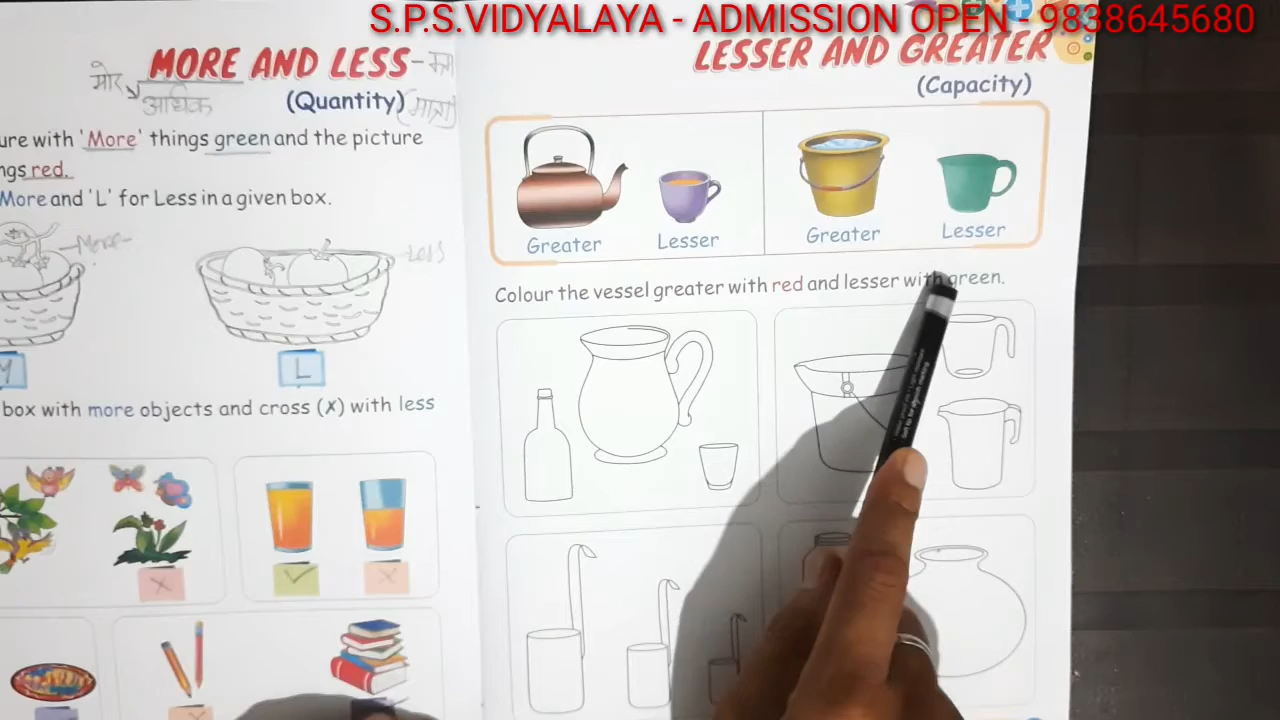 S.P.S.VIDYALAYA - ADMISSION OPEN - 9838645680
MORE AND LESS - कम
मोर
अधिक
(Quantity) (मात्रा)
ure with 'More' things green and the picture
ngs red.
More and 'L' for Less in a given box.
More
Less
M
L
box with more objects and cross (✗) with less
LESSER AND GREATER
(Capacity)
Greater
Lesser
Greater
Lesser
Colour the vessel greater with red and lesser with green.